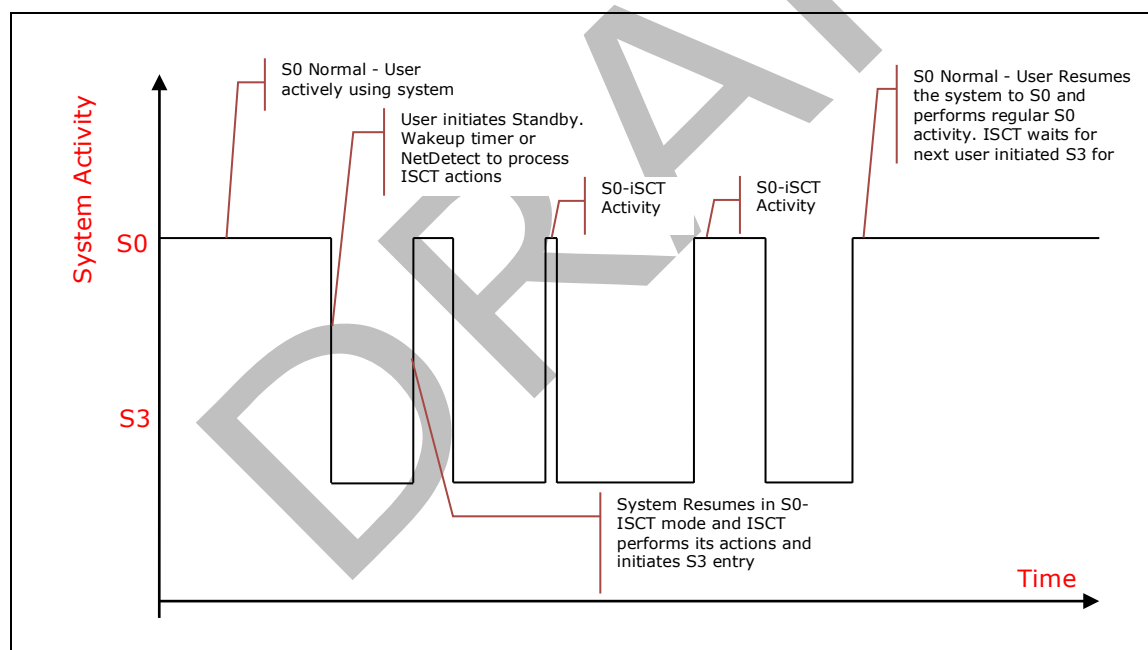 S0 Normal - User
actively using system
User initiates Standby.
Wakeup timer or
NetDetect to process
ISCT actions
S0-iSCT
Activity
S0-iSCT
Activity
S0 Normal - User Resumes
the system to S0 and
performs regular S0
activity. ISCT waits for
next user initiated S3 for
System Activity
S0
S3
System Resumes in S0-
ISCT mode and ISCT
performs its actions and
initiates S3 entry
Time
DRAF